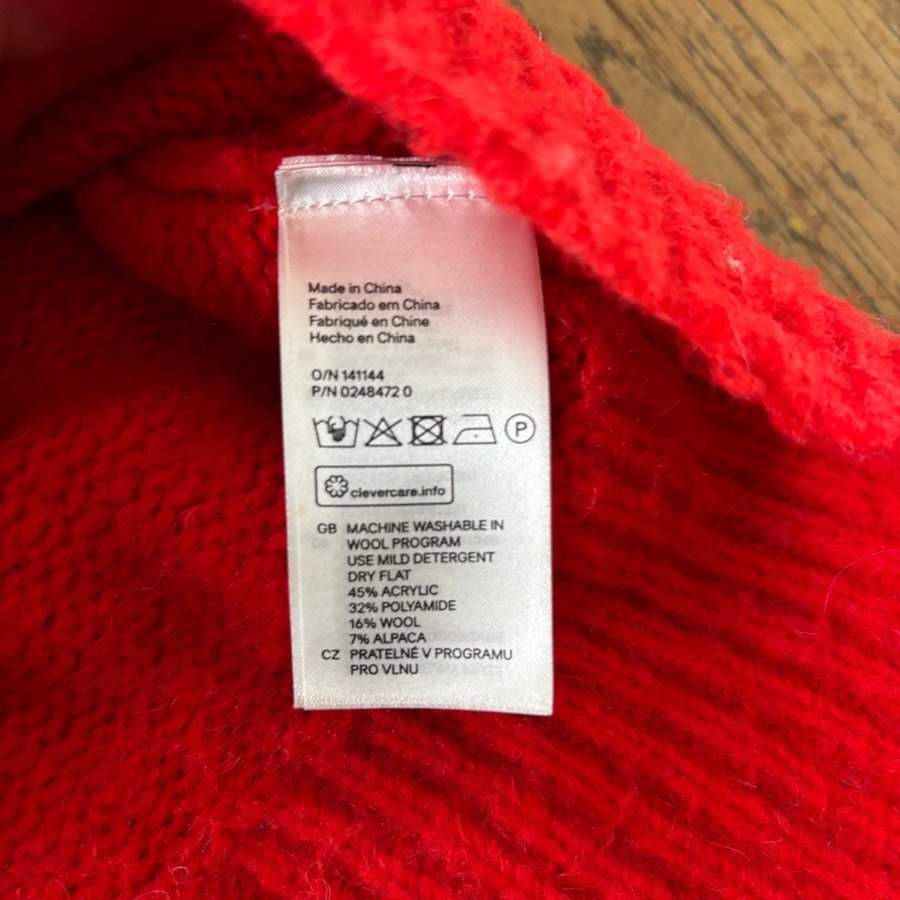 Made in China
Fabricado em China
Fabriqué en Chine
Hecho en China
O/N 141144
P/N 0248472 0
P
clevercare.info
GB MACHINE WASHABLE IN
WOOL PROGRAM
USE MILD DETERGENT
DRY FLAT
45% ACRYLIC
32% POLYAMIDE
16% WOOL
7% ALPACA
CZ PRATELNÉ V PROGRAMU
PRO VLNU